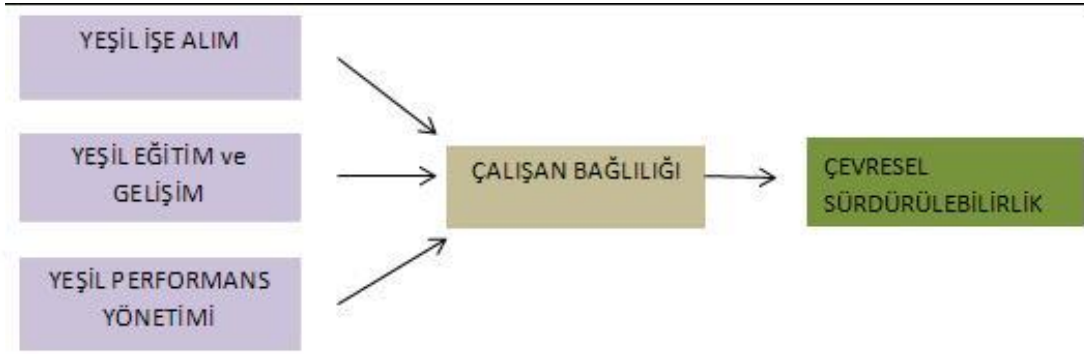 YEŞİL İŞE ALIM
YEŞİL EĞİTİM ve
GELİŞİM
YEŞİL PERFORMANS
YÖNETİMİ
ÇALIŞAN BAĞLILIĞI
ÇEVRESEL
SÜRDÜRÜLEBİLİRLİK